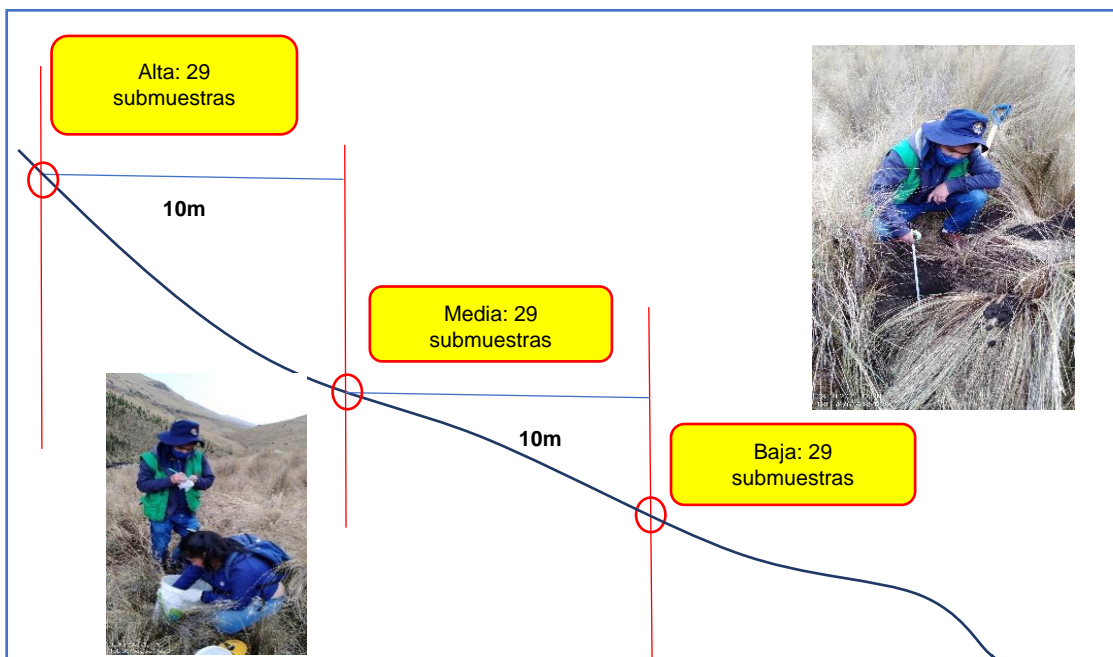 Alta: 29
submuestras
10m
Media: 29
submuestras
10m
Baja: 29
submuestras